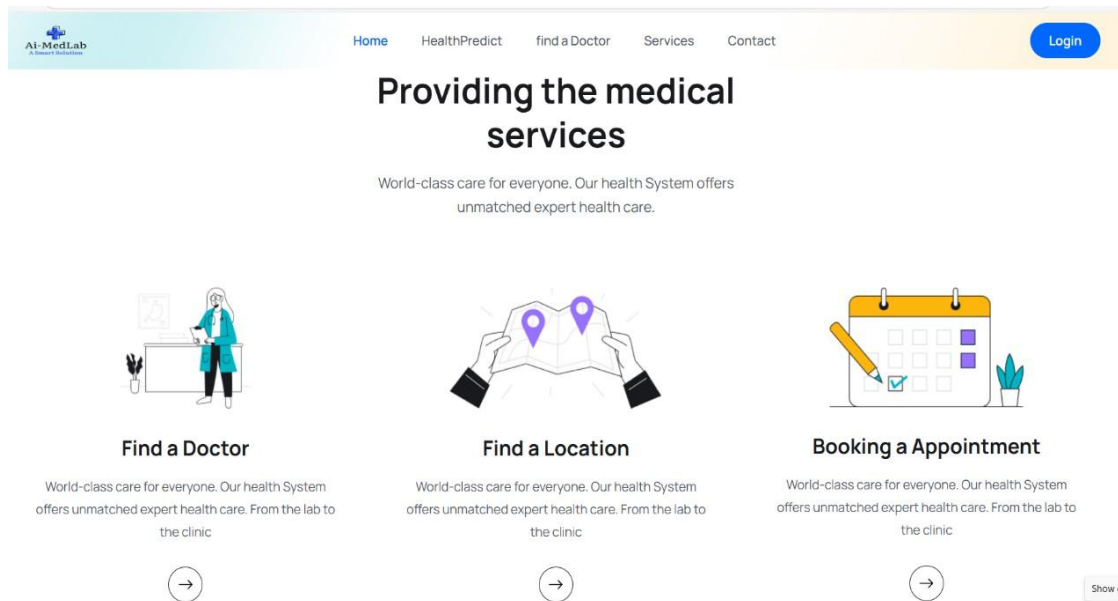 Ai-MedLab
A Smart Solution
Home HealthPredict find a Doctor Services Contact
Login
Providing the medical
services
World-class care for everyone. Our health System offers
unmatched expert health care.
Find a Doctor
World-class care for everyone. Our health System
offers unmatched expert health care. From the lab to
the clinic
Find a Location
World-class care for everyone. Our health System
offers unmatched expert health care. From the lab to
the clinic
Booking a Appointment
World-class care for everyone. Our health System
offers unmatched expert health care. From the lab to
the clinic
Show